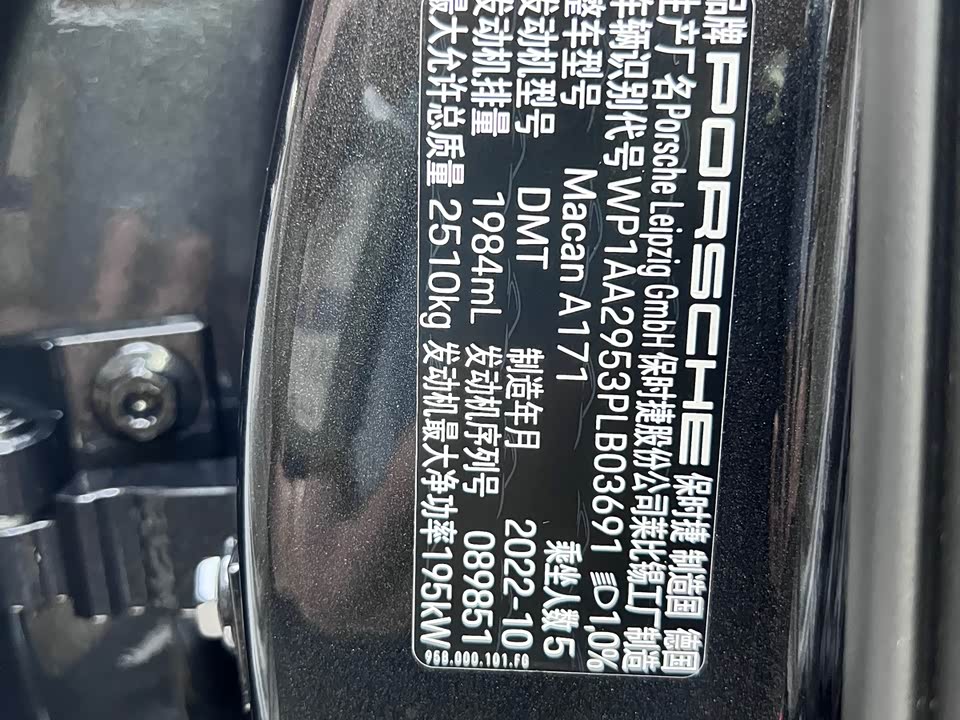 品牌 PORSCHE 保时捷 制造国 德国
生产厂名 Porsche Leipzig GmbH 保时捷股份公司莱比锡工厂 制造
车辆识别代号 WP1AA2953PLB03691 1.0%
整车型号 Macan A171 乘坐人数 5
发动机型号 DMT 制造年月 2022-10
发动机排量 1984mL 发动机序列号 089851
最大允许总质量 2510kg 发动机最大净功率 195kW
95B.000.101.FQ